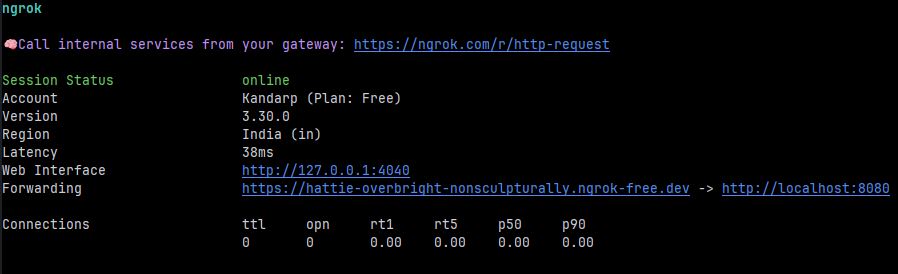 ngrok
🧠Call internal services from your gateway: https://ngrok.com/r/http-request
Session Status online
Account Kandarp (Plan: Free)
Version 3.30.0
Region India (in)
Latency 38ms
Web Interface http://127.0.0.1:4040
Forwarding https://hattie-overbright-nonsculpturally.ngrok-free.dev -> http://localhost:8080
Connections ttl opn rt1 rt5 p50 p90
0 0 0.00 0.00 0.00 0.00